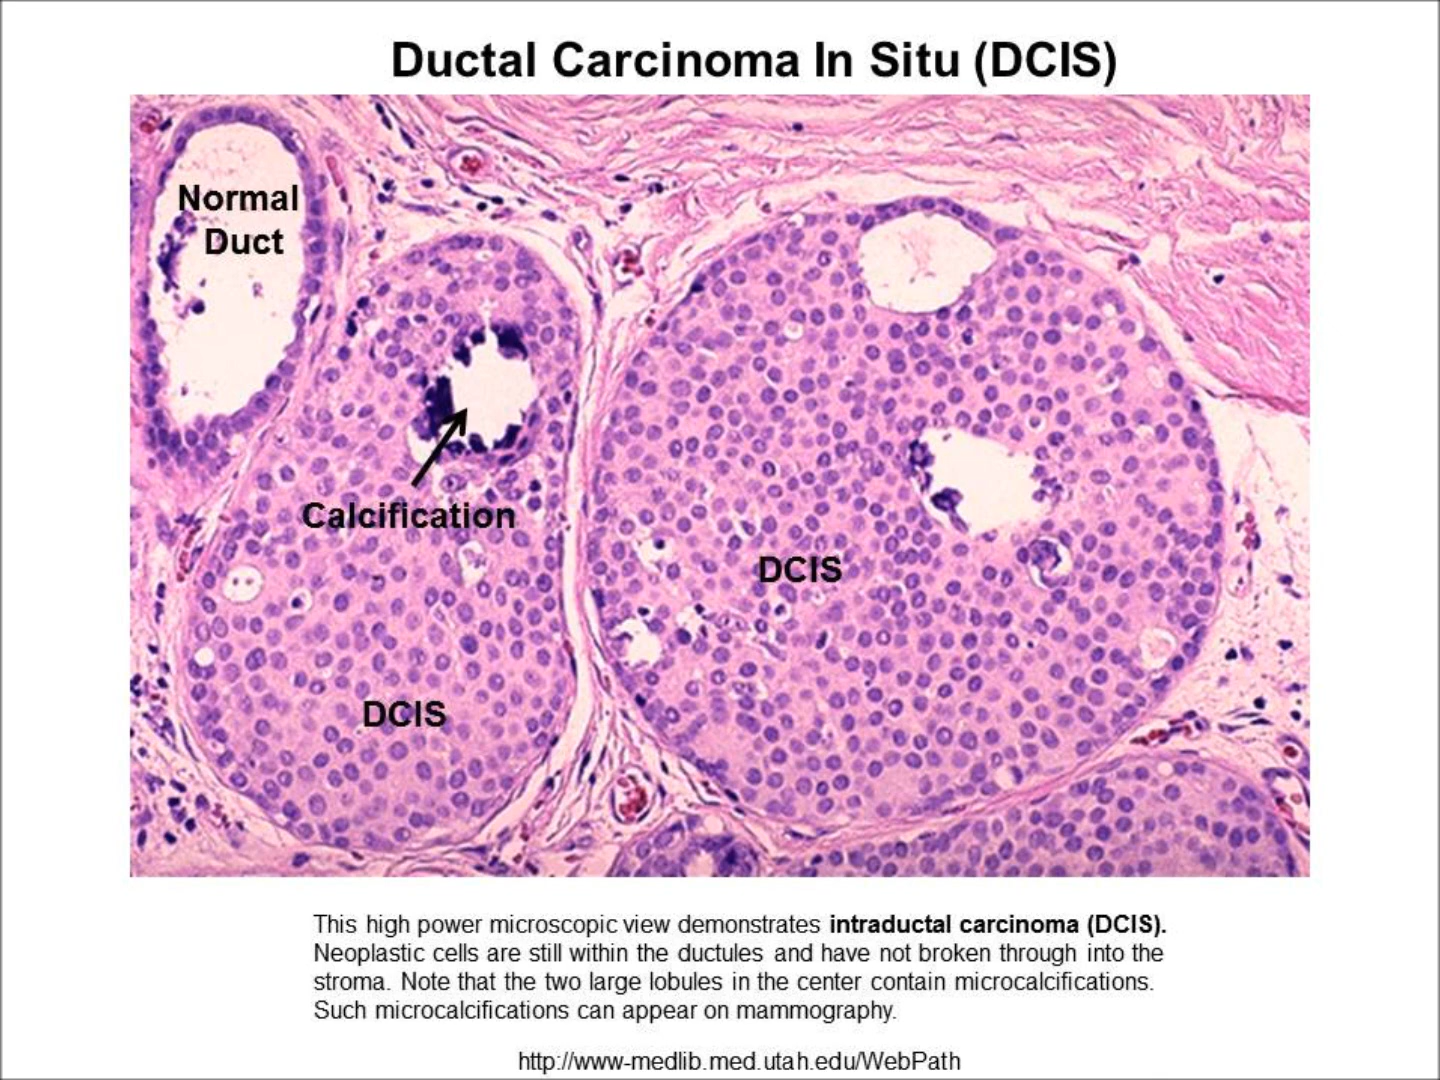 Ductal Carcinoma In Situ (DCIS)
Normal
Duct
Calcification
DCIS
DCIS
This high power microscopic view demonstrates intraductal carcinoma (DCIS).
Neoplastic cells are still within the ductules and have not broken through into the
stroma. Note that the two large lobules in the center contain microcalcifications.
Such microcalcifications can appear on mammography.
http://www-medlib.med.utah.edu/WebPath